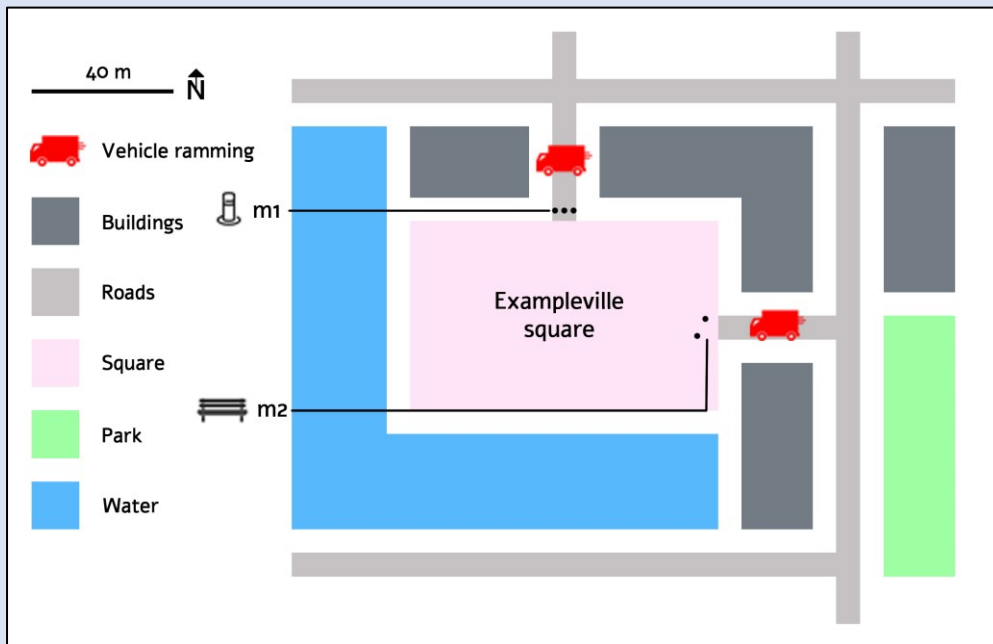 40 m
N
Vehicle ramming
Buildings
m1
Roads
Exampleville
square
Square
m2
Park
Water